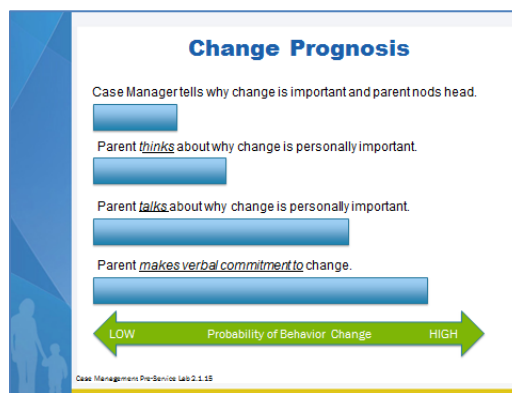 Change Prognosis
Case Manager tells why change is important and parent nods head.
Parent thinks about why change is personally important.
Parent talks about why change is personally important.
Parent makes verbal commitment to change.
LOW Probability of Behavior Change HIGH
Case Management Pre-Service Lab 2.1.15